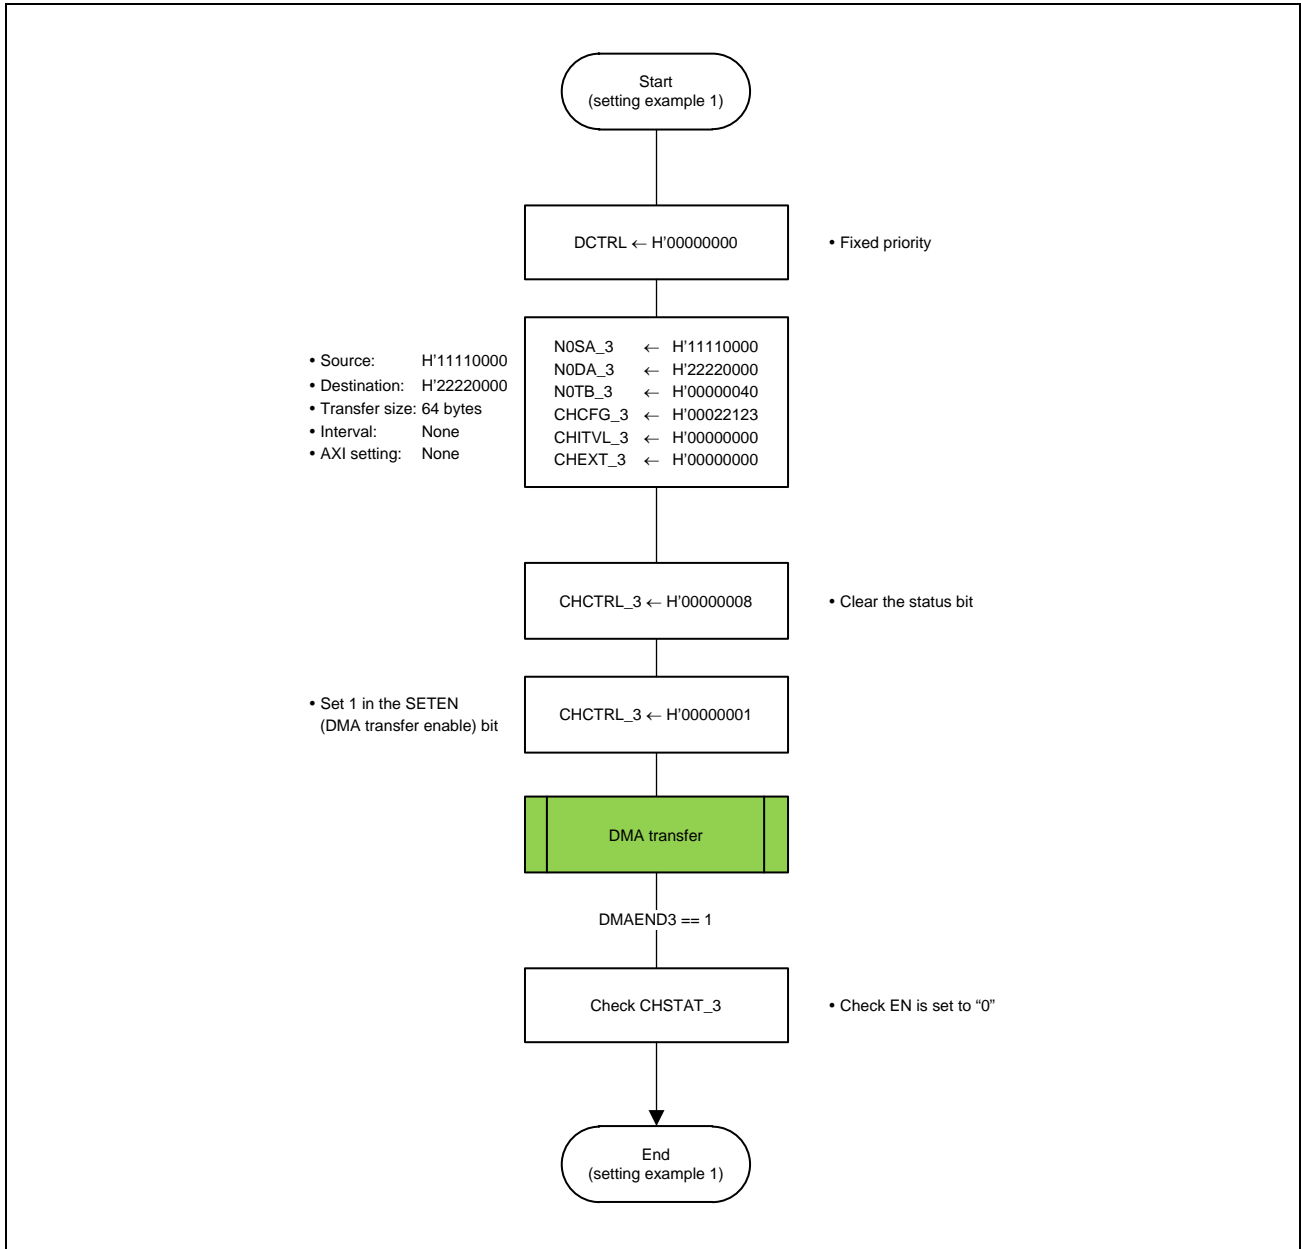 Start
(setting example 1)
DCTRL ← H’00000000
• Fixed priority
• Source: H’11110000
• Destination: H’22220000
• Transfer size: 64 bytes
• Interval: None
• AXI setting: None
N0SA_3 ← H’11110000
N0DA_3 ← H’22220000
N0TB_3 ← H’00000040
CHCFG_3 ← H’00022123
CHITVL_3 ← H’00000000
CHEXT_3 ← H’00000000
CHCTRL_3 ← H’00000008
• Clear the status bit
• Set 1 in the SETEN
(DMA transfer enable) bit
CHCTRL_3 ← H’00000001
DMA transfer
DMAEND3 == 1
Check CHSTAT_3
• Check EN is set to “0”
End
(setting example 1)